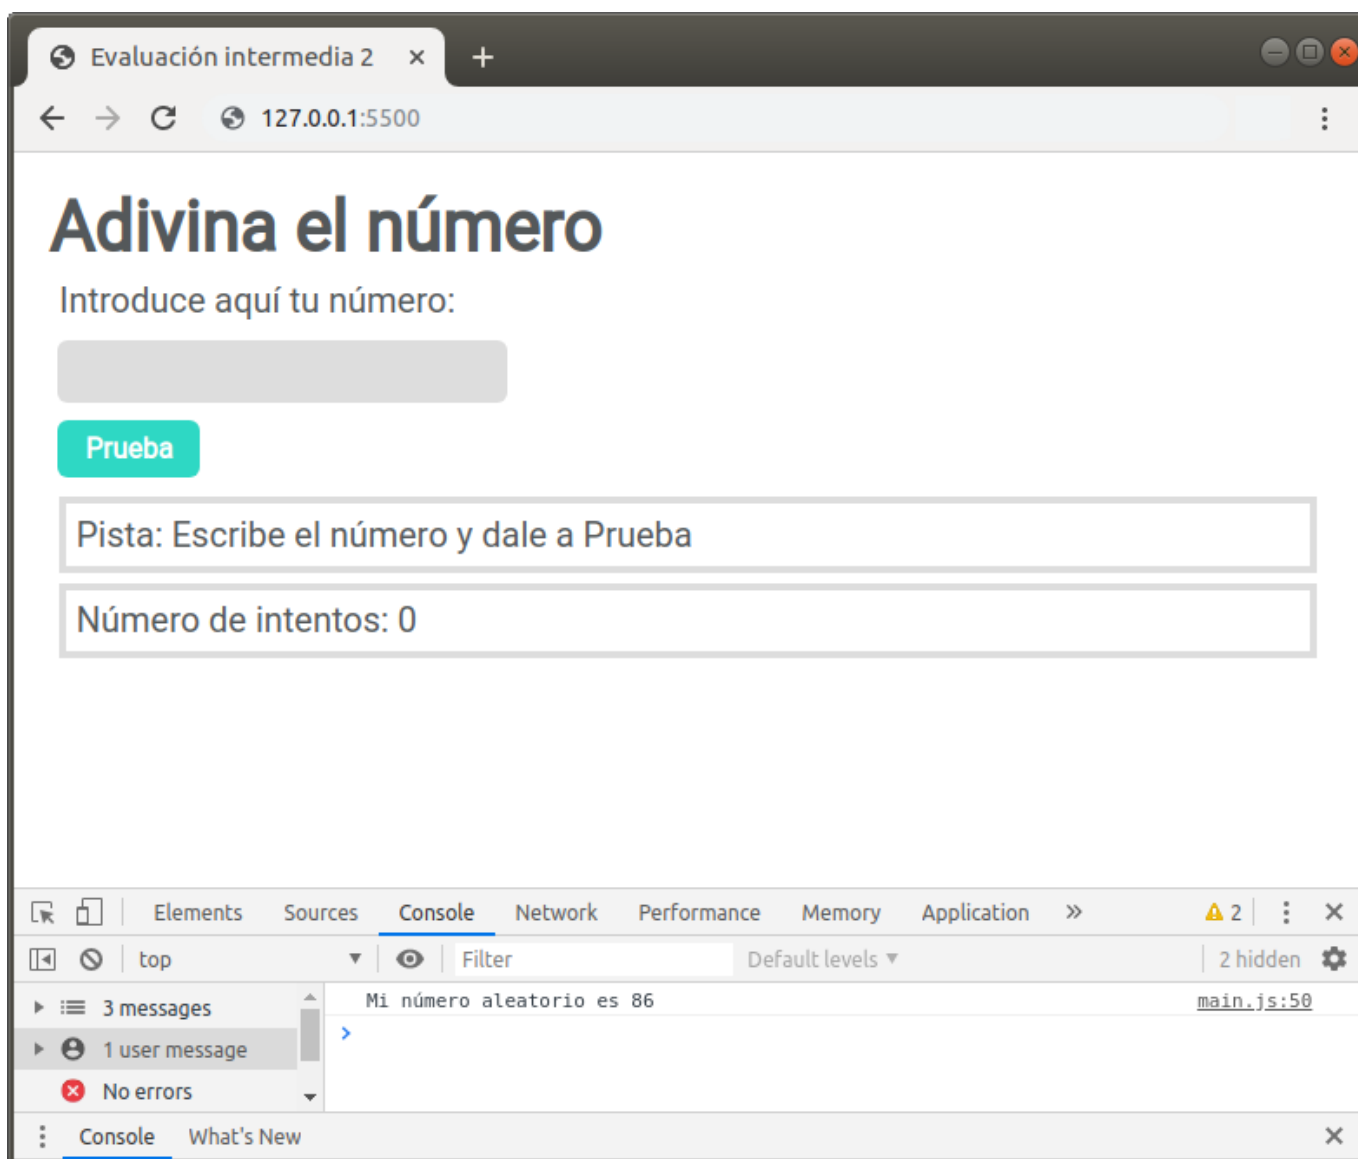 Evaluación intermedia 2
127.0.0.1:5500
Adivina el número
Introduce aquí tu número:
Prueba
Pista: Escribe el número y dale a Prueba
Número de intentos: 0
Elements Sources Console Network Performance Memory Application 2
top Filter Default levels 2 hidden
3 messages
Mi número aleatorio es 86 main.js:50
1 user message
No errors
Console What's New